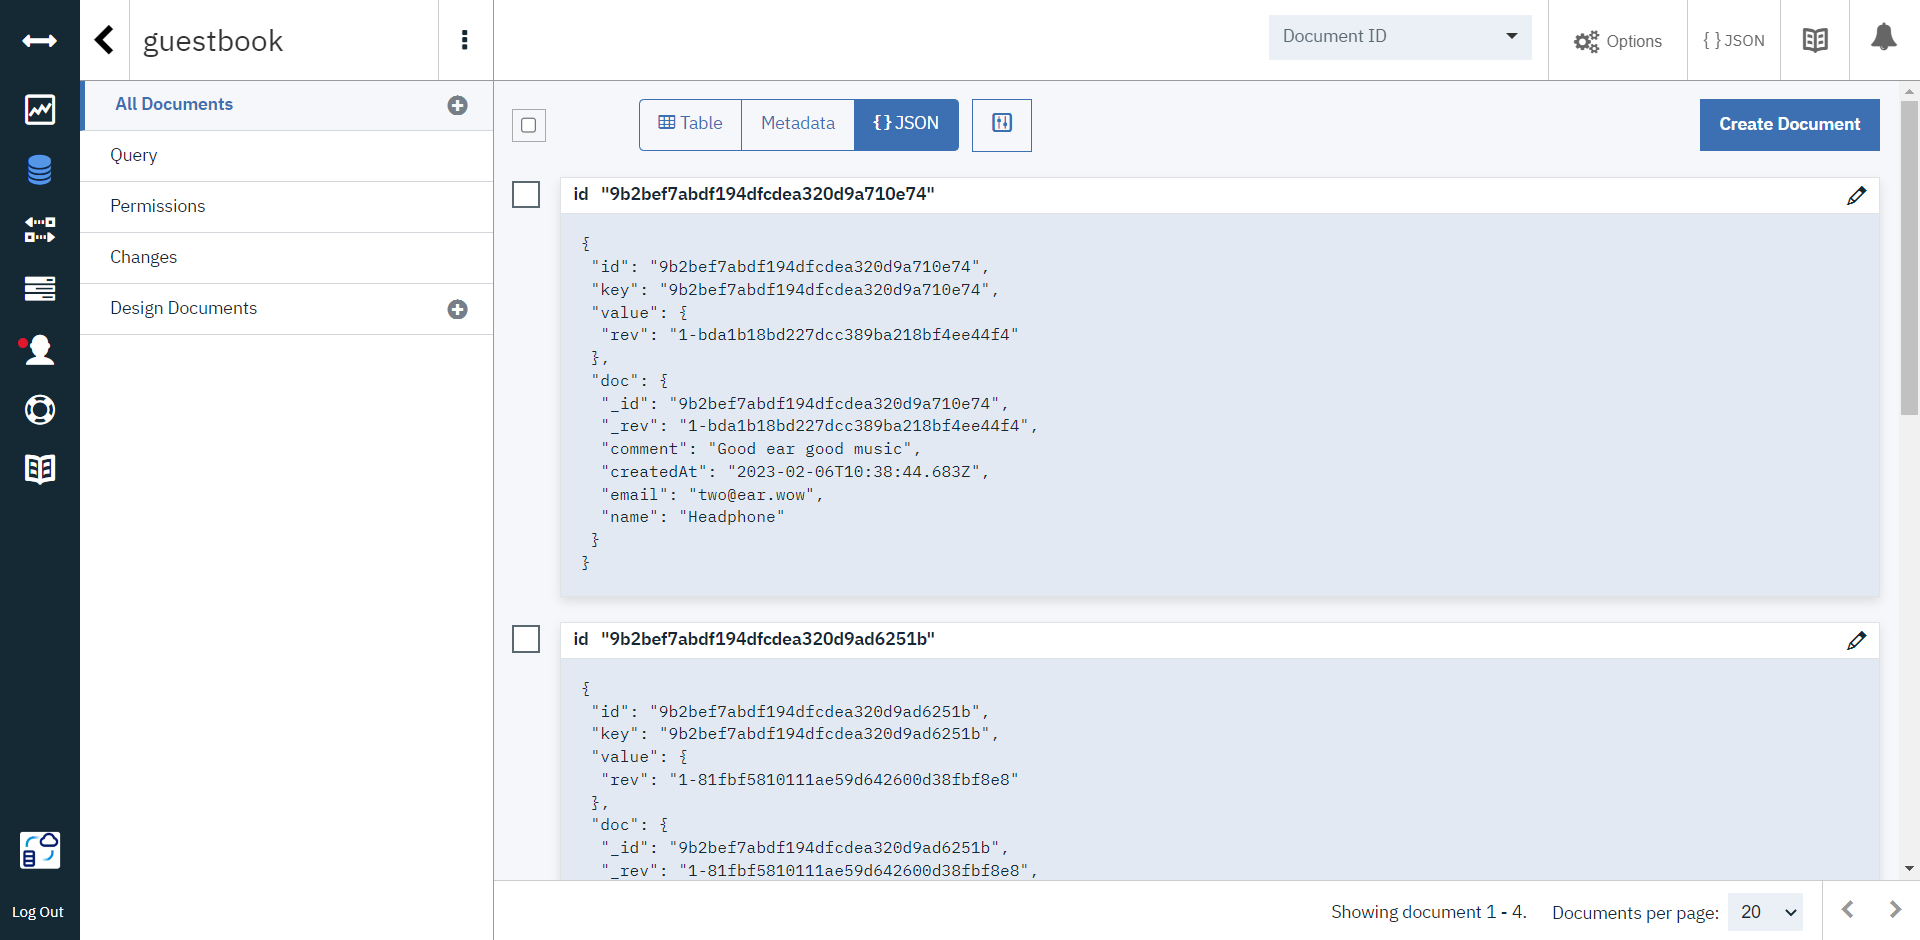 guestbook
Document ID
Options
{ } JSON
All Documents
Query
Permissions
Changes
Design Documents
Log Out
Table
Metadata
{ } JSON
Create Document
id "9b2bef7abdf194dfcdea320d9a710e74"
{
"id": "9b2bef7abdf194dfcdea320d9a710e74",
"key": "9b2bef7abdf194dfcdea320d9a710e74",
"value": {
"rev": "1-bda1b18bd227dcc389ba218bf4ee44f4"
},
"doc": {
"_id": "9b2bef7abdf194dfcdea320d9a710e74",
"_rev": "1-bda1b18bd227dcc389ba218bf4ee44f4",
"comment": "Good ear good music",
"createdAt": "2023-02-06T10:38:44.683Z",
"email": "two@ear.wow",
"name": "Headphone"
}
}
id "9b2bef7abdf194dfcdea320d9ad6251b"
{
"id": "9b2bef7abdf194dfcdea320d9ad6251b",
"key": "9b2bef7abdf194dfcdea320d9ad6251b",
"value": {
"rev": "1-81fbf5810111ae59d642600d38fbf8e8"
},
"doc": {
"_id": "9b2bef7abdf194dfcdea320d9ad6251b",
"_rev": "1-81fbf5810111ae59d642600d38fbf8e8",
Showing document 1 - 4.
Documents per page: 20